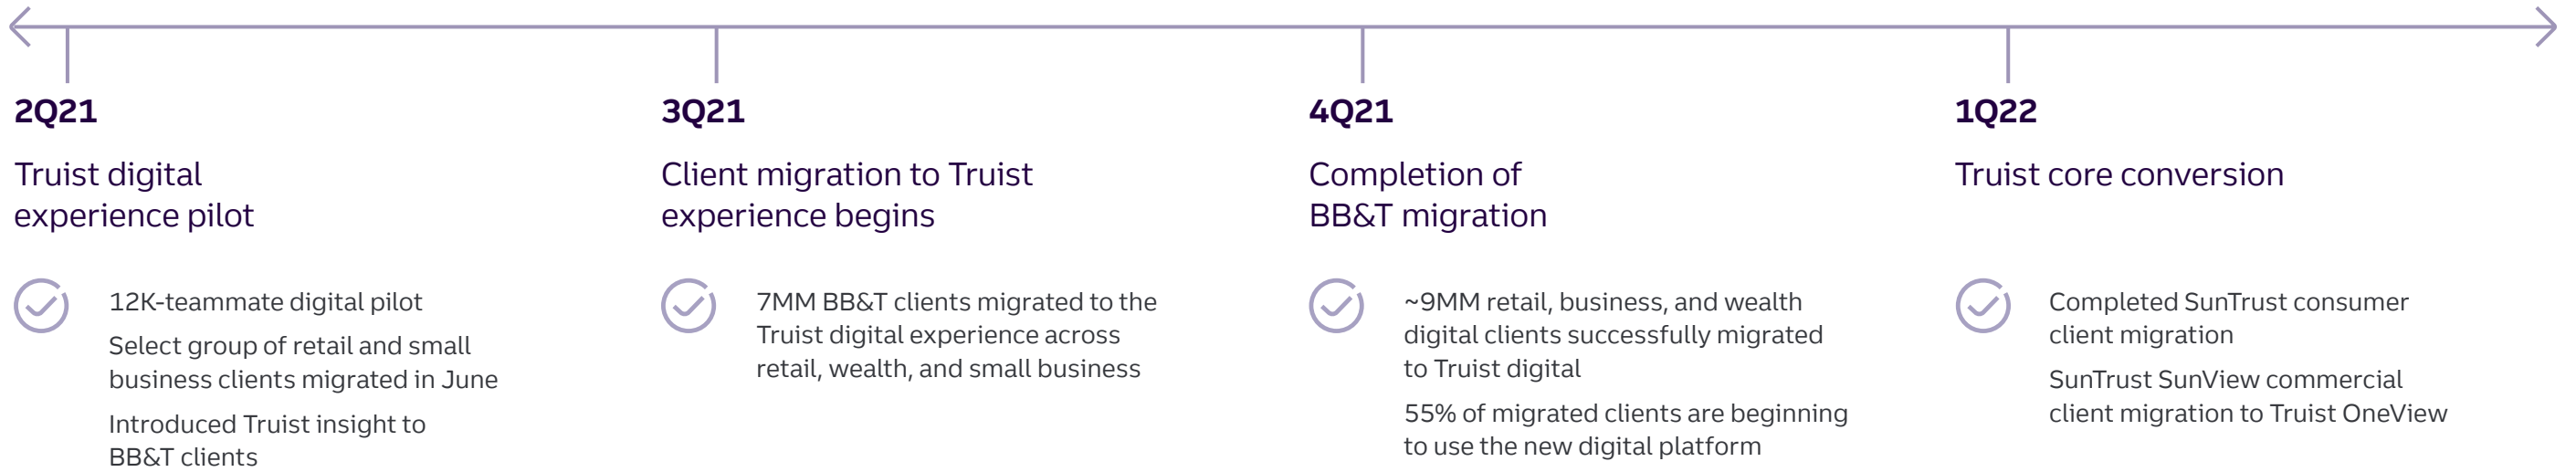 2Q21
Truist digital
experience pilot
12K-teammate digital pilot
Select group of retail and small
business clients migrated in June
Introduced Truist insight to
BB&T clients
3Q21
Client migration to Truist
experience begins
7MM BB&T clients migrated to the
Truist digital experience across
retail, wealth, and small business
4Q21
Completion of
BB&T migration
~9MM retail, business, and wealth
digital clients successfully migrated
to Truist digital
55% of migrated clients are beginning
to use the new digital platform
1Q22
Truist core conversion
Completed SunTrust consumer
client migration
SunTrust SunView commercial
client migration to Truist OneView